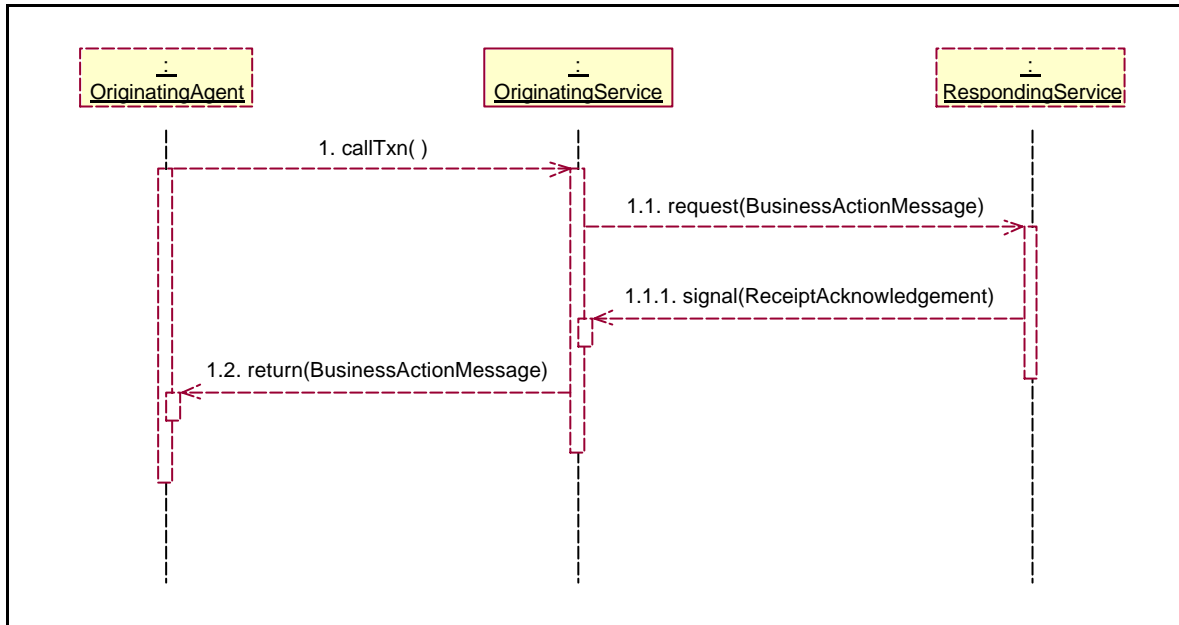 :
OriginatingAgent
:
OriginatingService
:
RespondingService
1. callTxn( )
1.1. request(BusinessActionMessage)
1.1.1. signal(ReceiptAcknowledgement)
1.2. return(BusinessActionMessage)